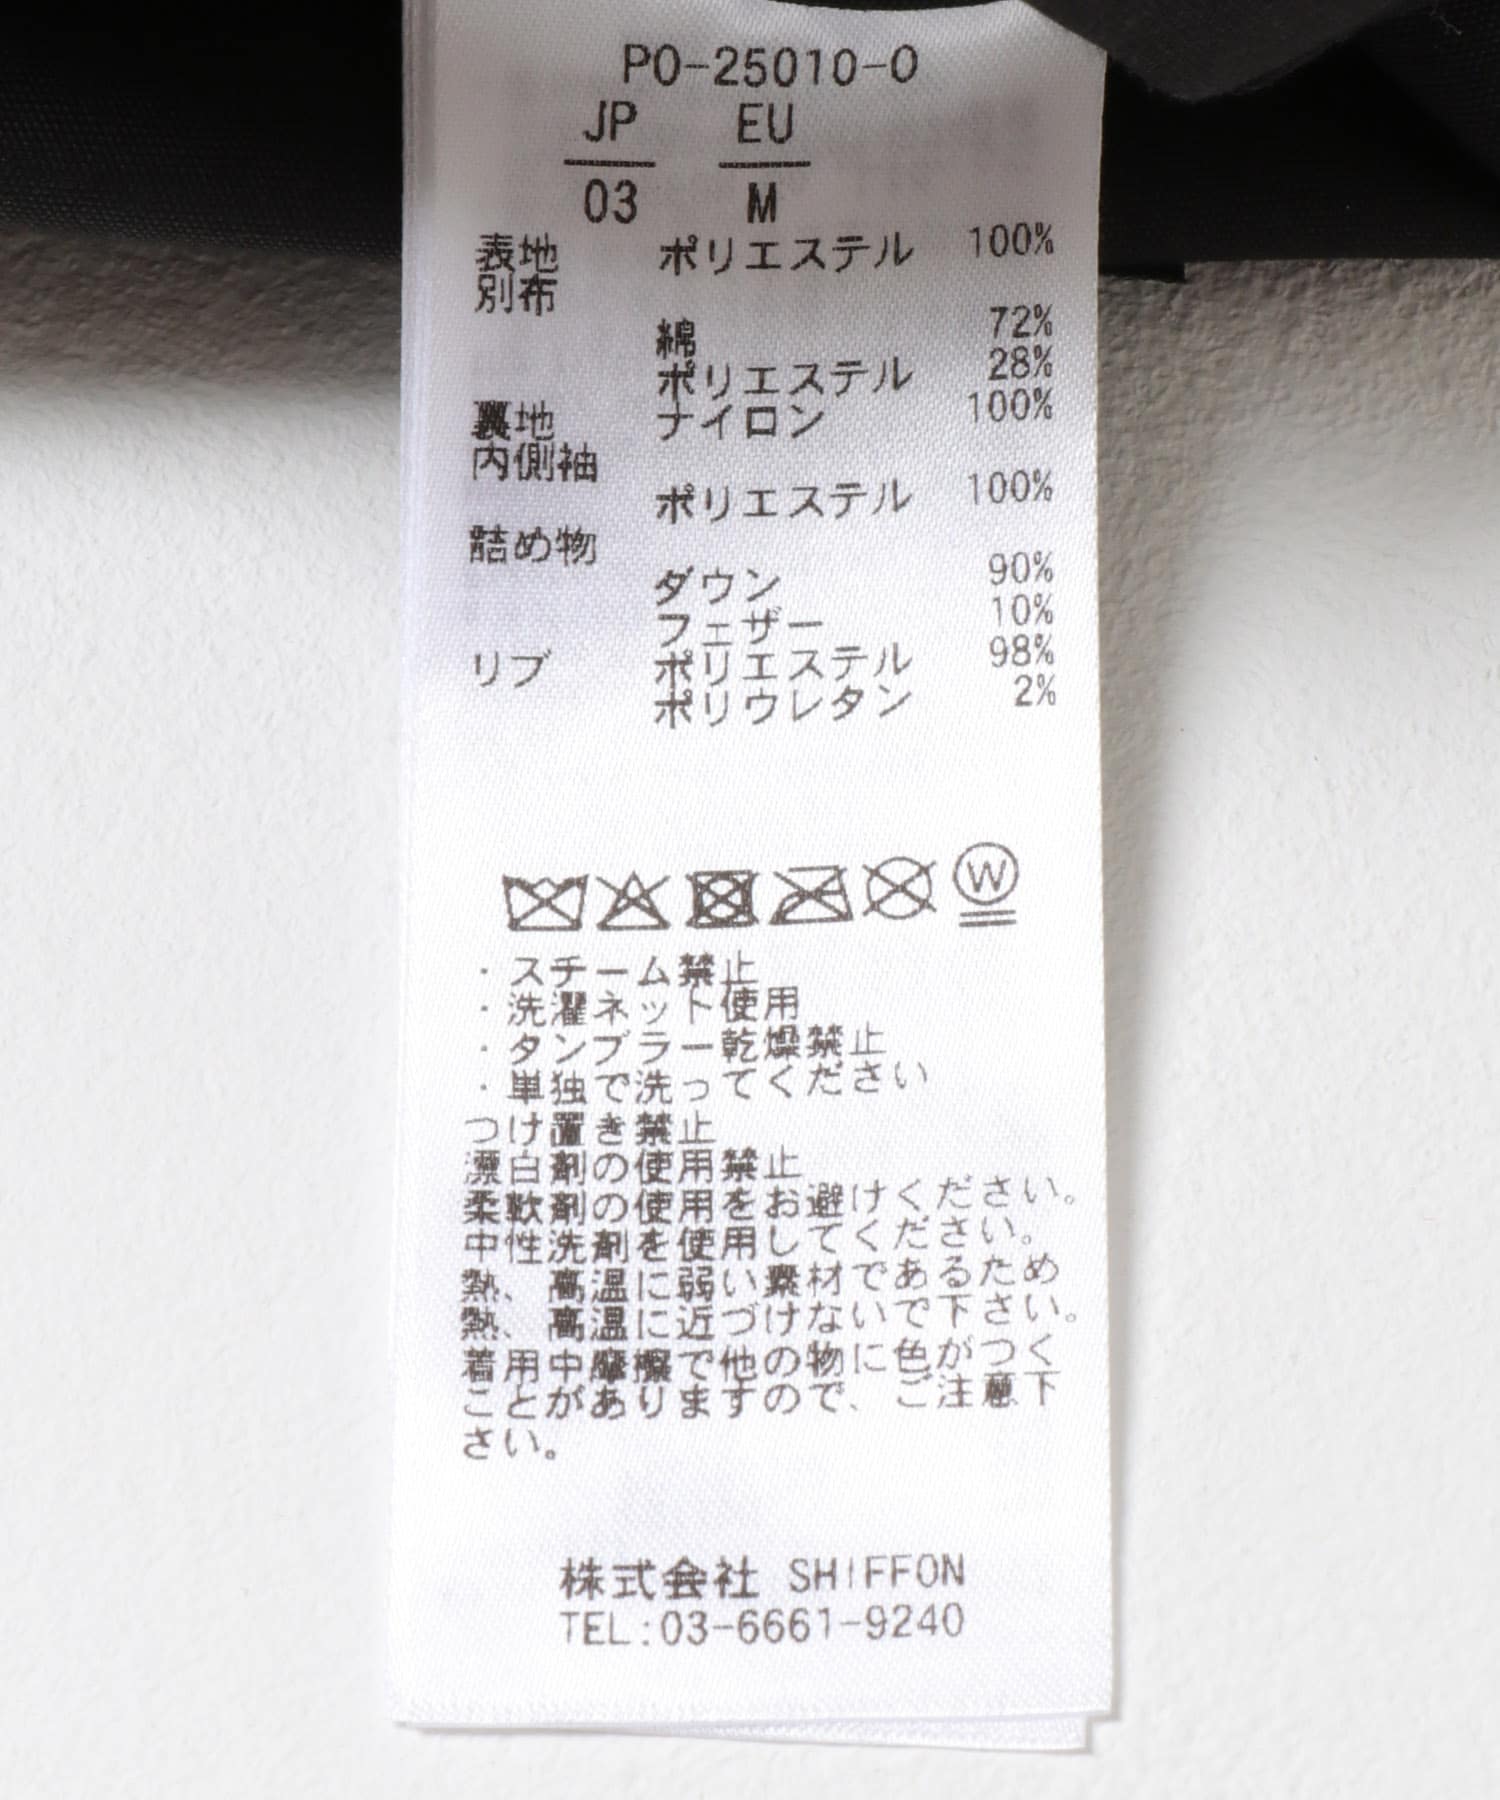 PO-25010-O
JP EU
03 M
表地 ポリエステル 100%
別布
綿 72%
ポリエステル 28%
裏地 ナイロン 100%
内側袖
ポリエステル 100%
詰め物
ダウン 90%
フェザー 10%
リブ ポリエステル 98%
ポリウレタン 2%
W
・スチーム禁止
・洗濯ネット使用
・タンブラー乾燥禁止
・単独で洗ってください
つけ置き禁止
漂白剤の使用禁止
柔軟剤の使用をお避けください。
中性洗剤を使用してください。
熱、高温に弱い素材であるため
熱、高温に近づけないで下さい。
着用中摩擦で他の物に色がつく
ことがありますので、ご注意下
さい。
株式会社 SHIFFON
TEL:03-6661-9240